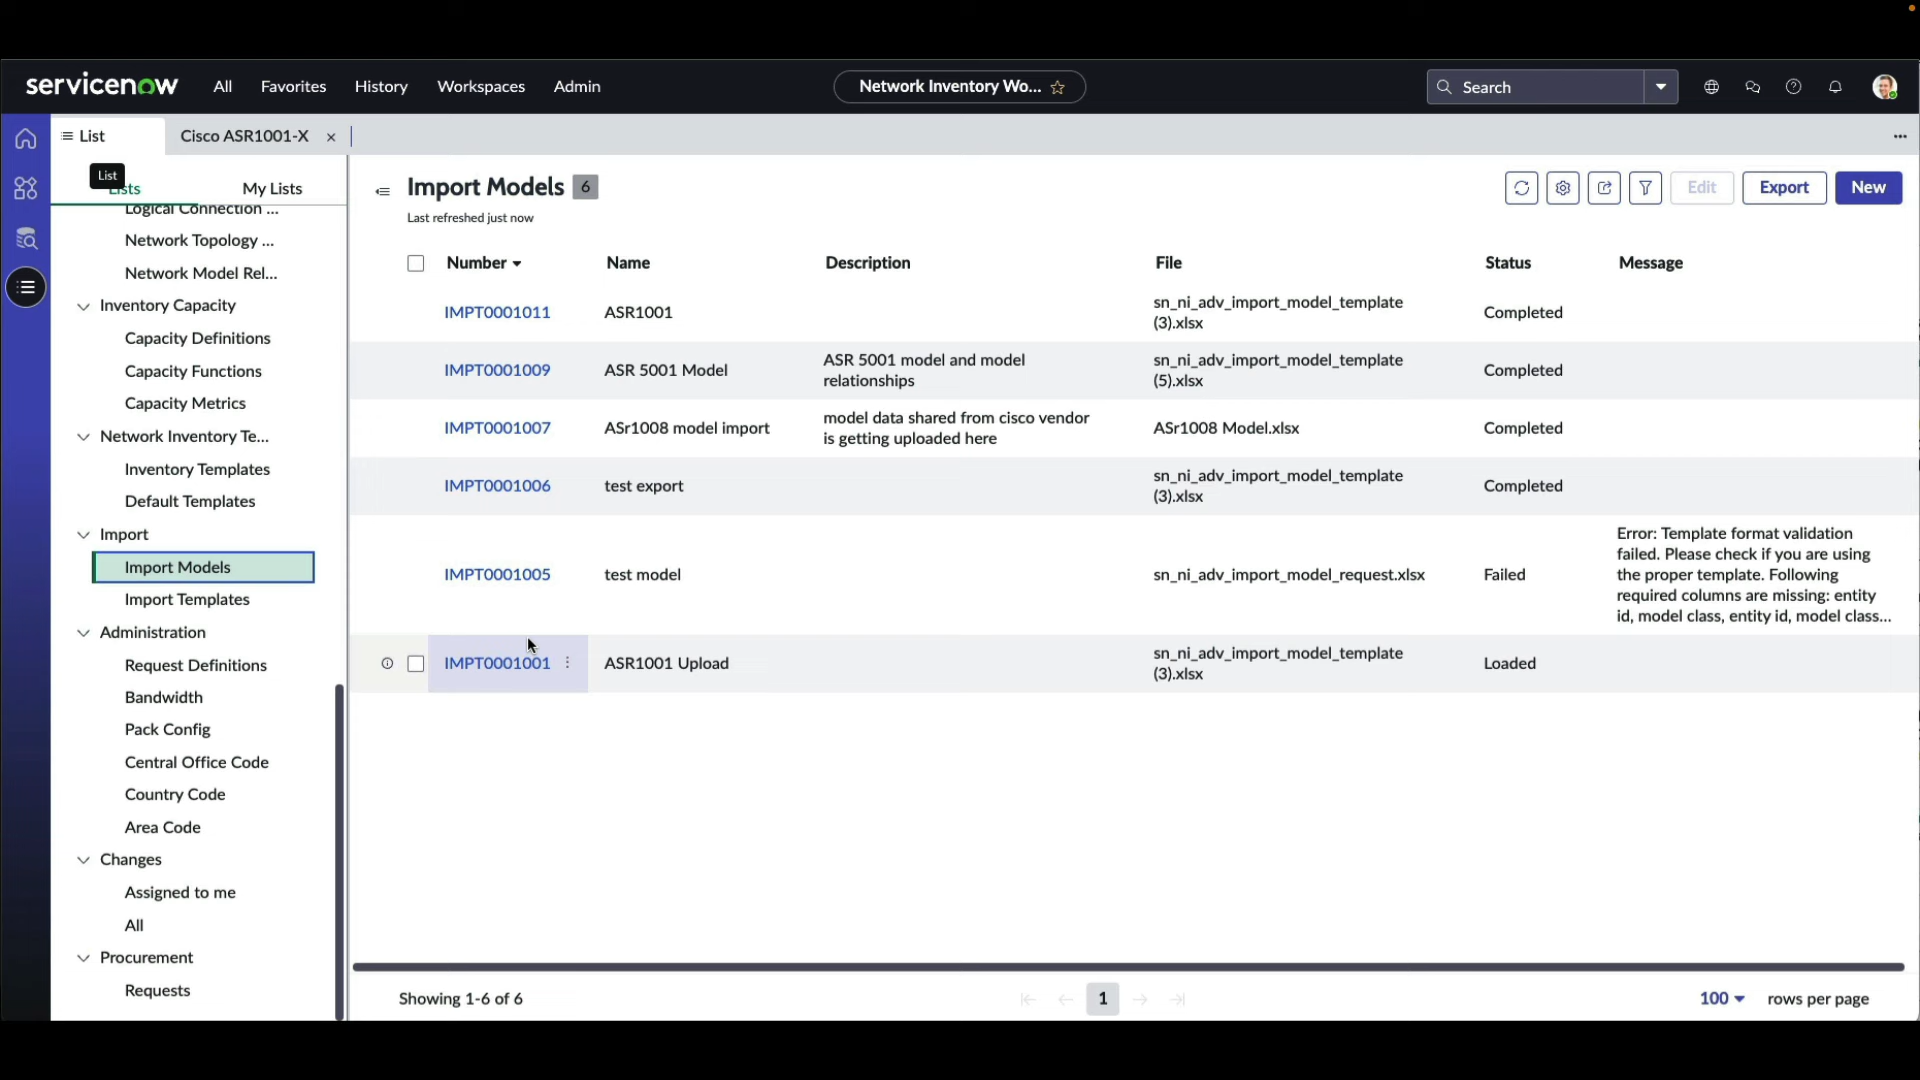 servicenow
All
Favorites
History
Workspaces
Admin
Network Inventory Wo...
Search
List
Cisco ASR1001-X
List
Lists
My Lists
Logical Connection ...
Network Topology ...
Network Model Rel...
Inventory Capacity
Capacity Definitions
Capacity Functions
Capacity Metrics
Network Inventory Te...
Inventory Templates
Default Templates
Import
Import Models
Import Templates
Administration
Request Definitions
Bandwidth
Pack Config
Central Office Code
Country Code
Area Code
Changes
Assigned to me
All
Procurement
Requests
Import Models 6
Last refreshed just now
Edit
Export
New
Number
Name
Description
File
Status
Message
IMPT0001011
ASR1001
sn_ni_adv_import_model_template
(3).xlsx
Completed
IMPT0001009
ASR 5001 Model
ASR 5001 model and model
relationships
sn_ni_adv_import_model_template
(5).xlsx
Completed
IMPT0001007
ASr1008 model import
model data shared from cisco vendor
is getting uploaded here
ASr1008 Model.xlsx
Completed
IMPT0001006
test export
sn_ni_adv_import_model_template
(3).xlsx
Completed
IMPT0001005
test model
sn_ni_adv_import_model_request.xlsx
Failed
Error: Template format validation
failed. Please check if you are using
the proper template. Following
required columns are missing: entity
id, model class, entity id, model class...
IMPT0001001
ASR1001 Upload
sn_ni_adv_import_model_template
(3).xlsx
Loaded
Showing 1-6 of 6
1
100
rows per page